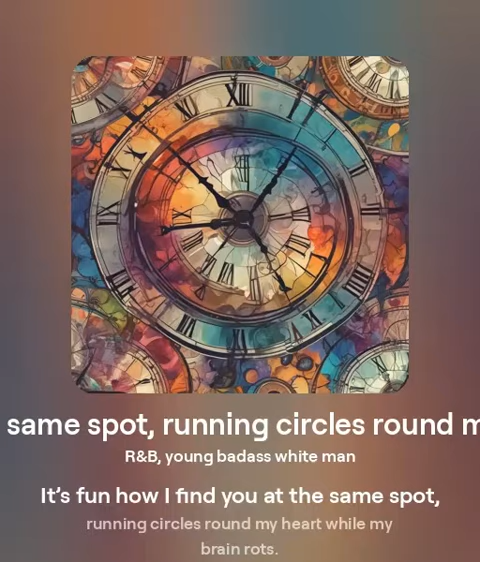 XII
same spot, running circles round m
R&B, young badass white man
It's fun how I find you at the same spot,
running circles round my heart while my
brain rots.